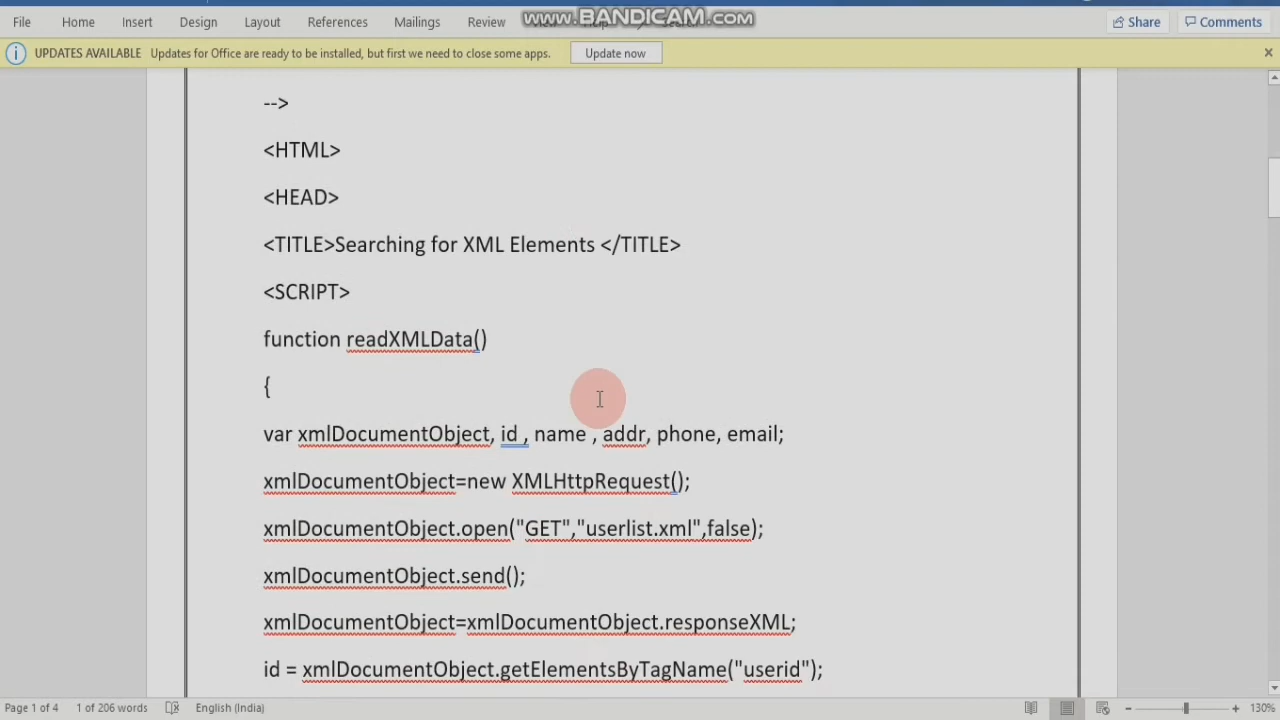 File Home Insert Design Layout References Mailings Review www.BANDICAM.com Share Comments
UPDATES AVAILABLE Updates for Office are ready to be installed, but first we need to close some apps. Update now
-->
<HTML>
<HEAD>
<TITLE>Searching for XML Elements </TITLE>
<SCRIPT>
function readXMLData()
{
var xmlDocumentObject, id , name , addr, phone, email;
xmlDocumentObject=new XMLHttpRequest();
xmlDocumentObject.open("GET","userlist.xml",false);
xmlDocumentObject.send();
xmlDocumentObject=xmlDocumentObject.responseXML;
id = xmlDocumentObject.getElementsByTagName("userid");
Page 1 of 4 1 of 206 words English (India) 130%